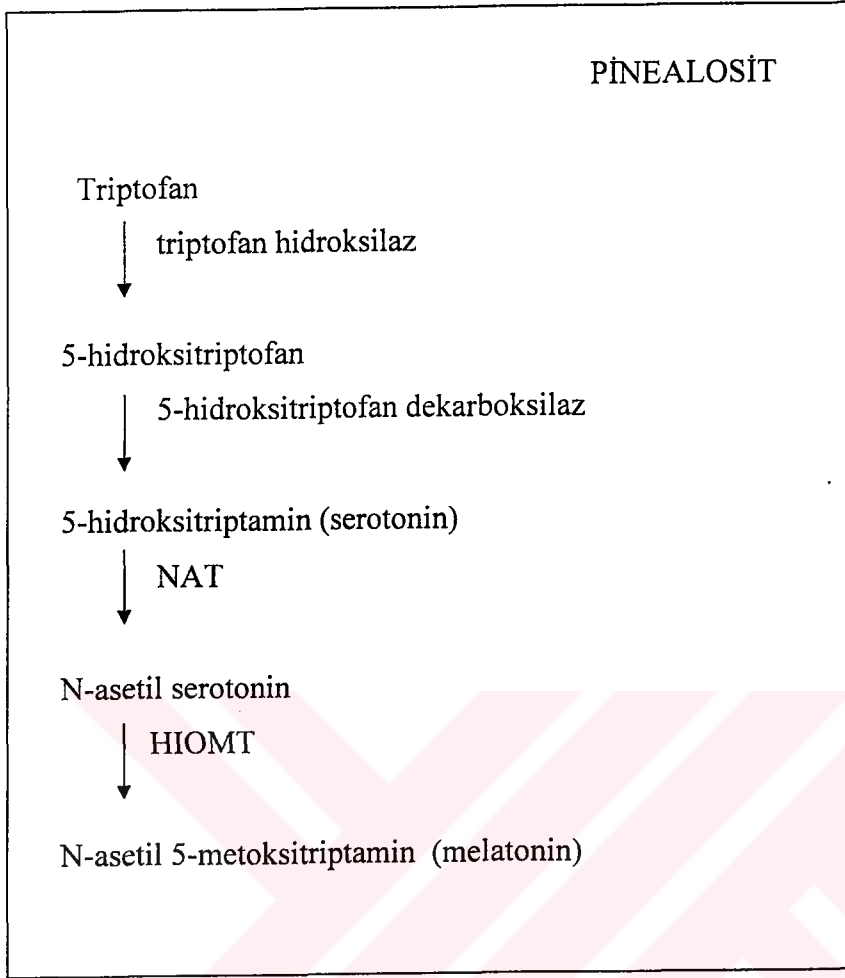 PİNEALOSİT
Triptofan
triptofan hidroksilaz
5-hidroksitriptofan
5-hidroksitriptofan dekarboksilaz
5-hidroksitriptamin (serotonin)
NAT
N-asetil serotonin
HIOMT
N-asetil 5-metoksitriptamin (melatonin)